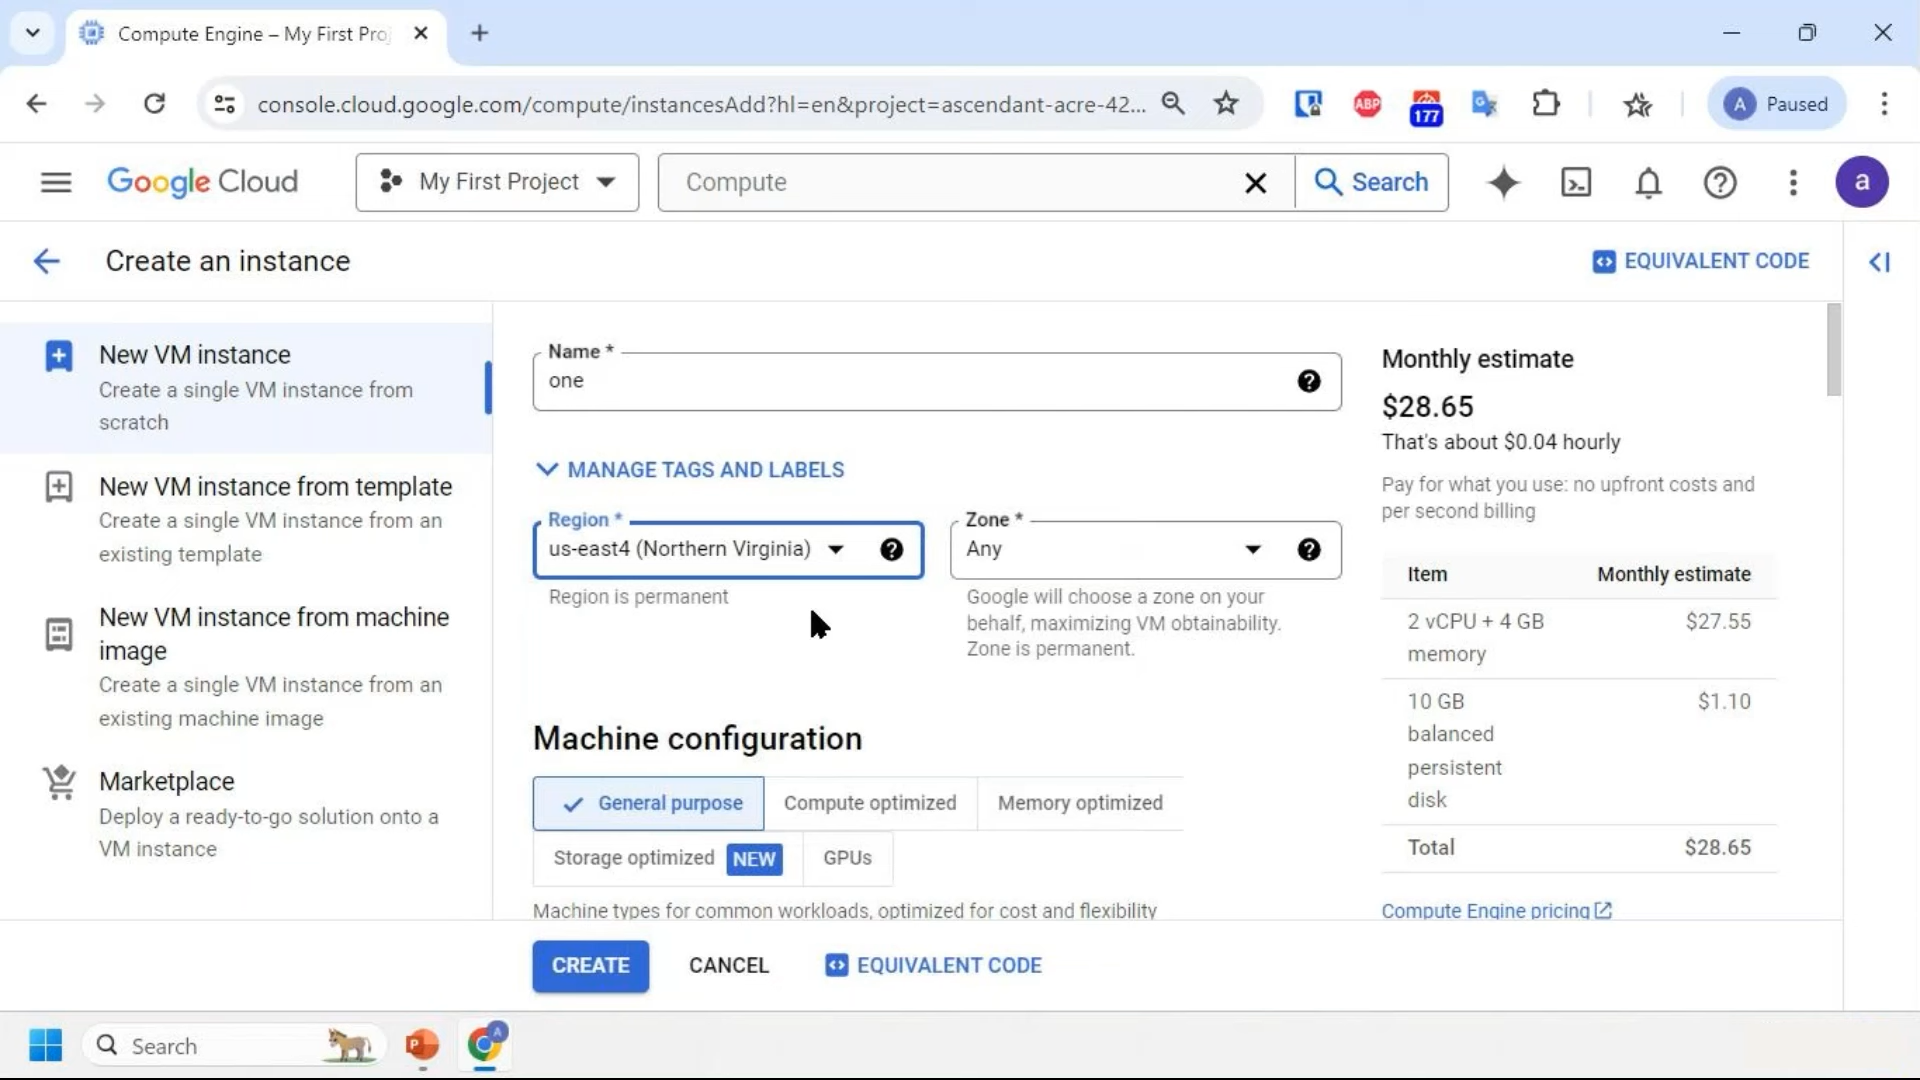 Compute Engine – My First Pro
console.cloud.google.com/compute/instancesAdd?hl=en&project=ascendant-acre-42...
ABP
177
A
Paused
Google Cloud
My First Project
Compute
Search
a
Create an instance
EQUIVALENT CODE
New VM instance
Create a single VM instance from
scratch
New VM instance from template
Create a single VM instance from an
existing template
New VM instance from machine
image
Create a single VM instance from an
existing machine image
Marketplace
Deploy a ready-to-go solution onto a
VM instance
Name *
one
MANAGE TAGS AND LABELS
Region *
us-east4 (Northern Virginia)
Region is permanent
Zone *
Any
Google will choose a zone on your
behalf, maximizing VM obtainability.
Zone is permanent.
Machine configuration
General purpose
Compute optimized
Memory optimized
Storage optimized NEW
GPUs
Machine types for common workloads, optimized for cost and flexibility
Monthly estimate
$28.65
That's about $0.04 hourly
Pay for what you use: no upfront costs and
per second billing
Item Monthly estimate
2 vCPU + 4 GB $27.55
memory
10 GB $1.10
balanced
persistent
disk
Total $28.65
Compute Engine pricing
CREATE
CANCEL
EQUIVALENT CODE
Search
P
A